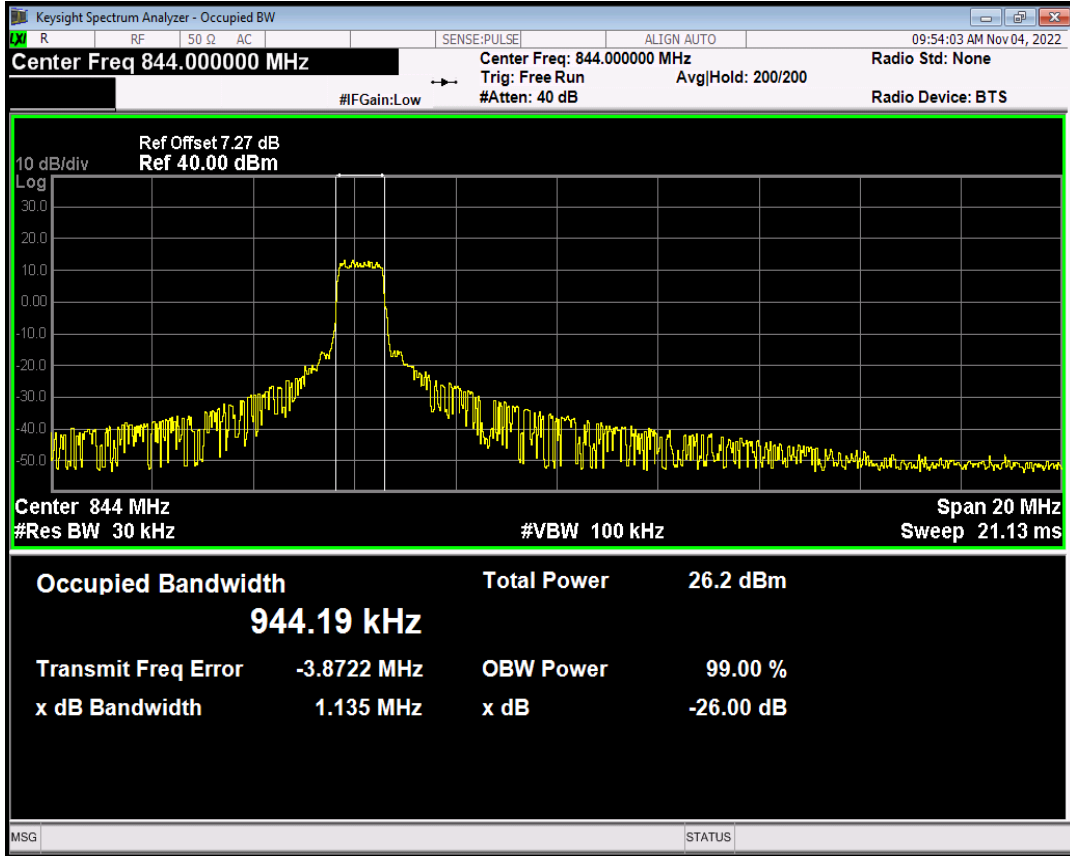 Keysight Spectrum Analyzer - Occupied BW
LXI R RF 50 Ω AC SENSE:PULSE ALIGN AUTO 09:54:03 AM Nov 04, 2022
Center Freq 844.000000 MHz
Center Freq: 844.000000 MHz Radio Std: None
Trig: Free Run Avg|Hold: 200/200
#IFGain:Low #Atten: 40 dB Radio Device: BTS
Ref Offset 7.27 dB
10 dB/div Ref 40.00 dBm
Log
30.0
20.0
10.0
0.00
-10.0
-20.0
-30.0
-40.0
-50.0
Center 844 MHz Span 20 MHz
#Res BW 30 kHz #VBW 100 kHz Sweep 21.13 ms
Occupied Bandwidth Total Power 26.2 dBm
944.19 kHz
Transmit Freq Error -3.8722 MHz OBW Power 99.00 %
x dB Bandwidth 1.135 MHz x dB -26.00 dB
MSG STATUS